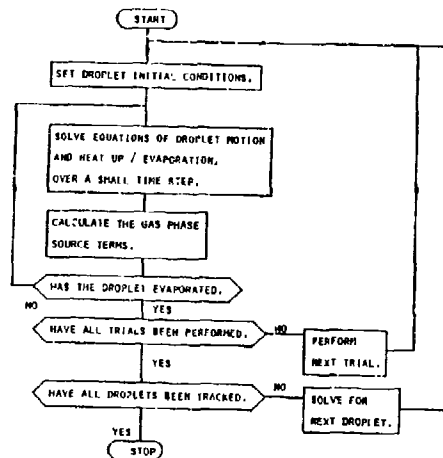 START
SET DROPLET INITIAL CONDITIONS.
SOLVE EQUATIONS OF DROPLET MOTION
AND HEAT UP / EVAPORATION,
OVER A SMALL TIME STEP.
CALCULATE THE GAS PHASE
SOURCE TERMS.
HAS THE DROPLET EVAPORATED.
NO
YES
HAVE ALL TRIALS BEEN PERFORMED.
NO
PERFORM
NEXT TRIAL.
YES
HAVE ALL DROPLETS BEEN TRACKED.
NO
SOLVE FOR
NEXT DROPLET.
YES
STOP